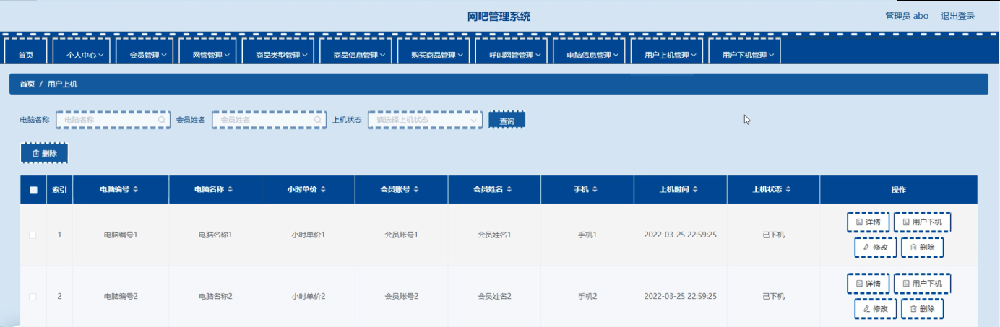 网吧管理系统
管理员 abo 退出登录
首页 个人中心 会员管理 网管管理 商品类型管理 商品信息管理 购买商品管理 呼叫网管管理 电脑信息管理 用户上机管理 用户下机管理
首页 / 用户上机
电脑名称 电脑名称 会员姓名 会员姓名 上机状态 请选择上机状态 查询
删除
索引 电脑编号 电脑名称 小时单价 会员账号 会员姓名 手机 上机时间 上机状态 操作
1 电脑编号1 电脑名称1 小时单价1 会员账号1 会员姓名1 手机1 2022-03-25 22:59:25 已下机
详情 用户下机
修改 删除
2 电脑编号2 电脑名称2 小时单价2 会员账号2 会员姓名2 手机2 2022-03-25 22:59:25 已下机
详情 用户下机
修改 删除